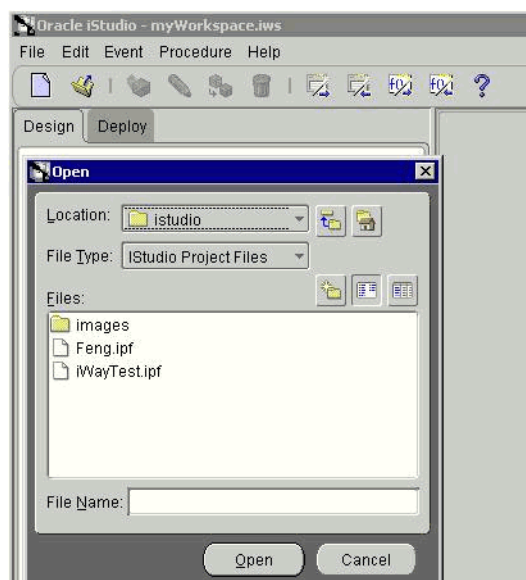 Oracle iStudio - myWorkspace.iws
File Edit Event Procedure Help
Design Deploy
Open
Location: istudio
File Type: IStudio Project Files
Files:
images
Feng.ipf
iWayTest.ipf
File Name:
Open Cancel